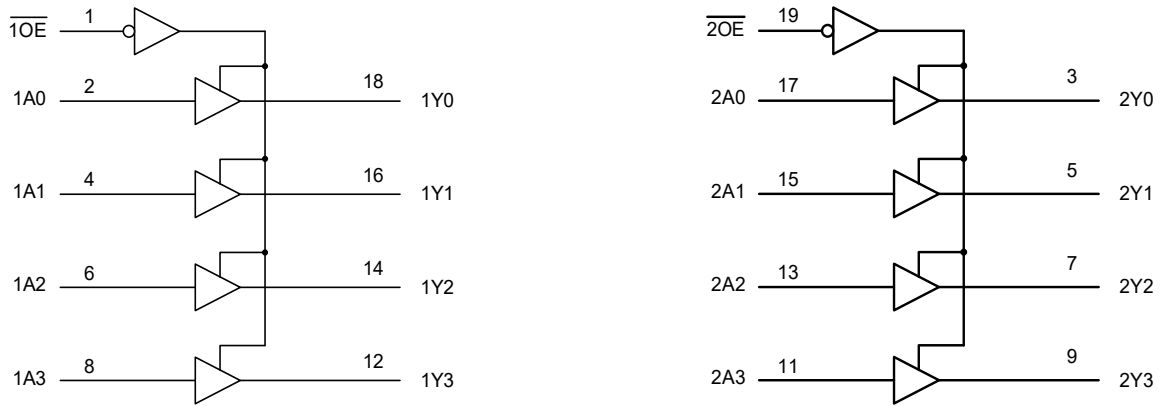 1OE 1
1A0 2 18 1Y0
1A1 4 16 1Y1
1A2 6 14 1Y2
1A3 8 12 1Y3
2OE 19
2A0 17 3 2Y0
2A1 15 5 2Y1
2A2 13 7 2Y2
2A3 11 9 2Y3